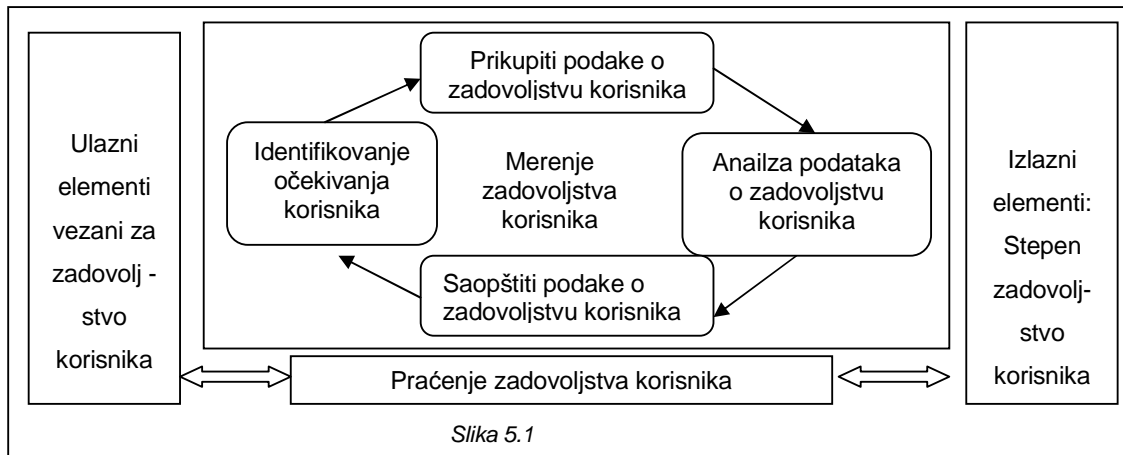 Ulazni
elementi
vezani za
zadovolj -
stvo
korisnika
Prikupiti podake o
zadovoljstvu korisnika
Identifikovanje
očekivanja
korisnika
Merenje
zadovoljstva
korisnika
Anailza podataka
o zadovoljstvu
korisnika
Saopštiti podake o
zadovoljstvu korisnika
Praćenje zadovoljstva korisnika
Izlazni
elementi:
Stepen
zadovolj-
stvo
korisnika
Slika 5.1